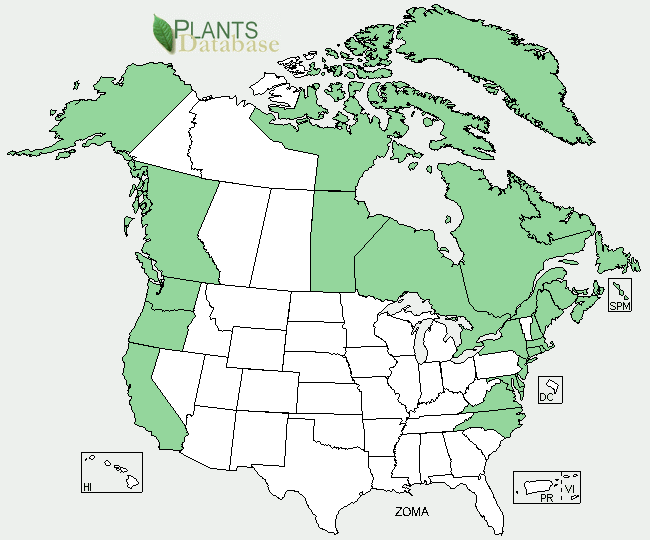 PLANTS
Database
SPM
DC
HI
PR
VI
ZOMA